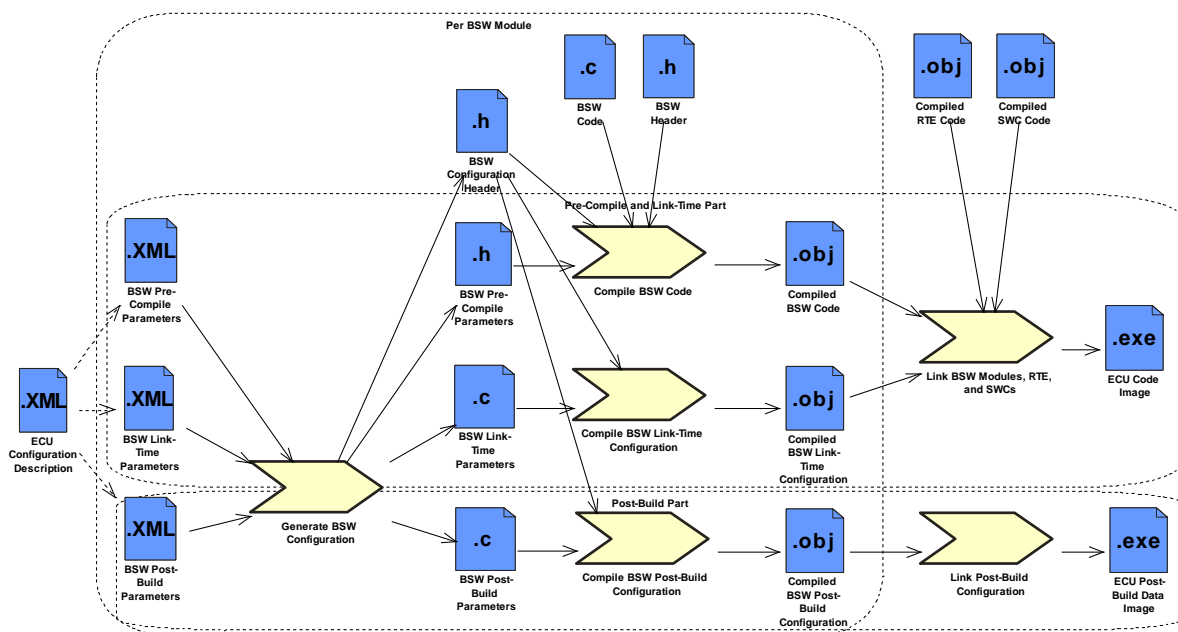 Per BSW Module
.c
BSW
Code
.h
BSW
Header
.obj
Compiled
RTE Code
.obj
Compiled
SWC Code
.h
BSW
Configuration
Header
Pre-Compile and Link-Time Part
.XML
BSW Pre-
Compile
Parameters
.h
BSW Pre-
Compile
Parameters
Compile BSW Code
.obj
Compiled
BSW Code
Link BSW Modules, RTE,
and SWCs
.exe
ECU Code
Image
.XML
ECU
Configuration
Description
.XML
BSW Link-
Time
Parameters
.c
BSW Link-
Time
Parameters
Compile BSW Link-Time
Configuration
.obj
Compiled
BSW Link-
Time
Configuration
Generate BSW
Configuration
Post-Build Part
.XML
BSW Post-
Build
Parameters
.c
BSW Post-
Build
Parameters
Compile BSW Post-Build
Configuration
.obj
Compiled
BSW Post-
Build
Configuration
Link Post-Build
Configuration
.exe
ECU Post-
Build Data
Image